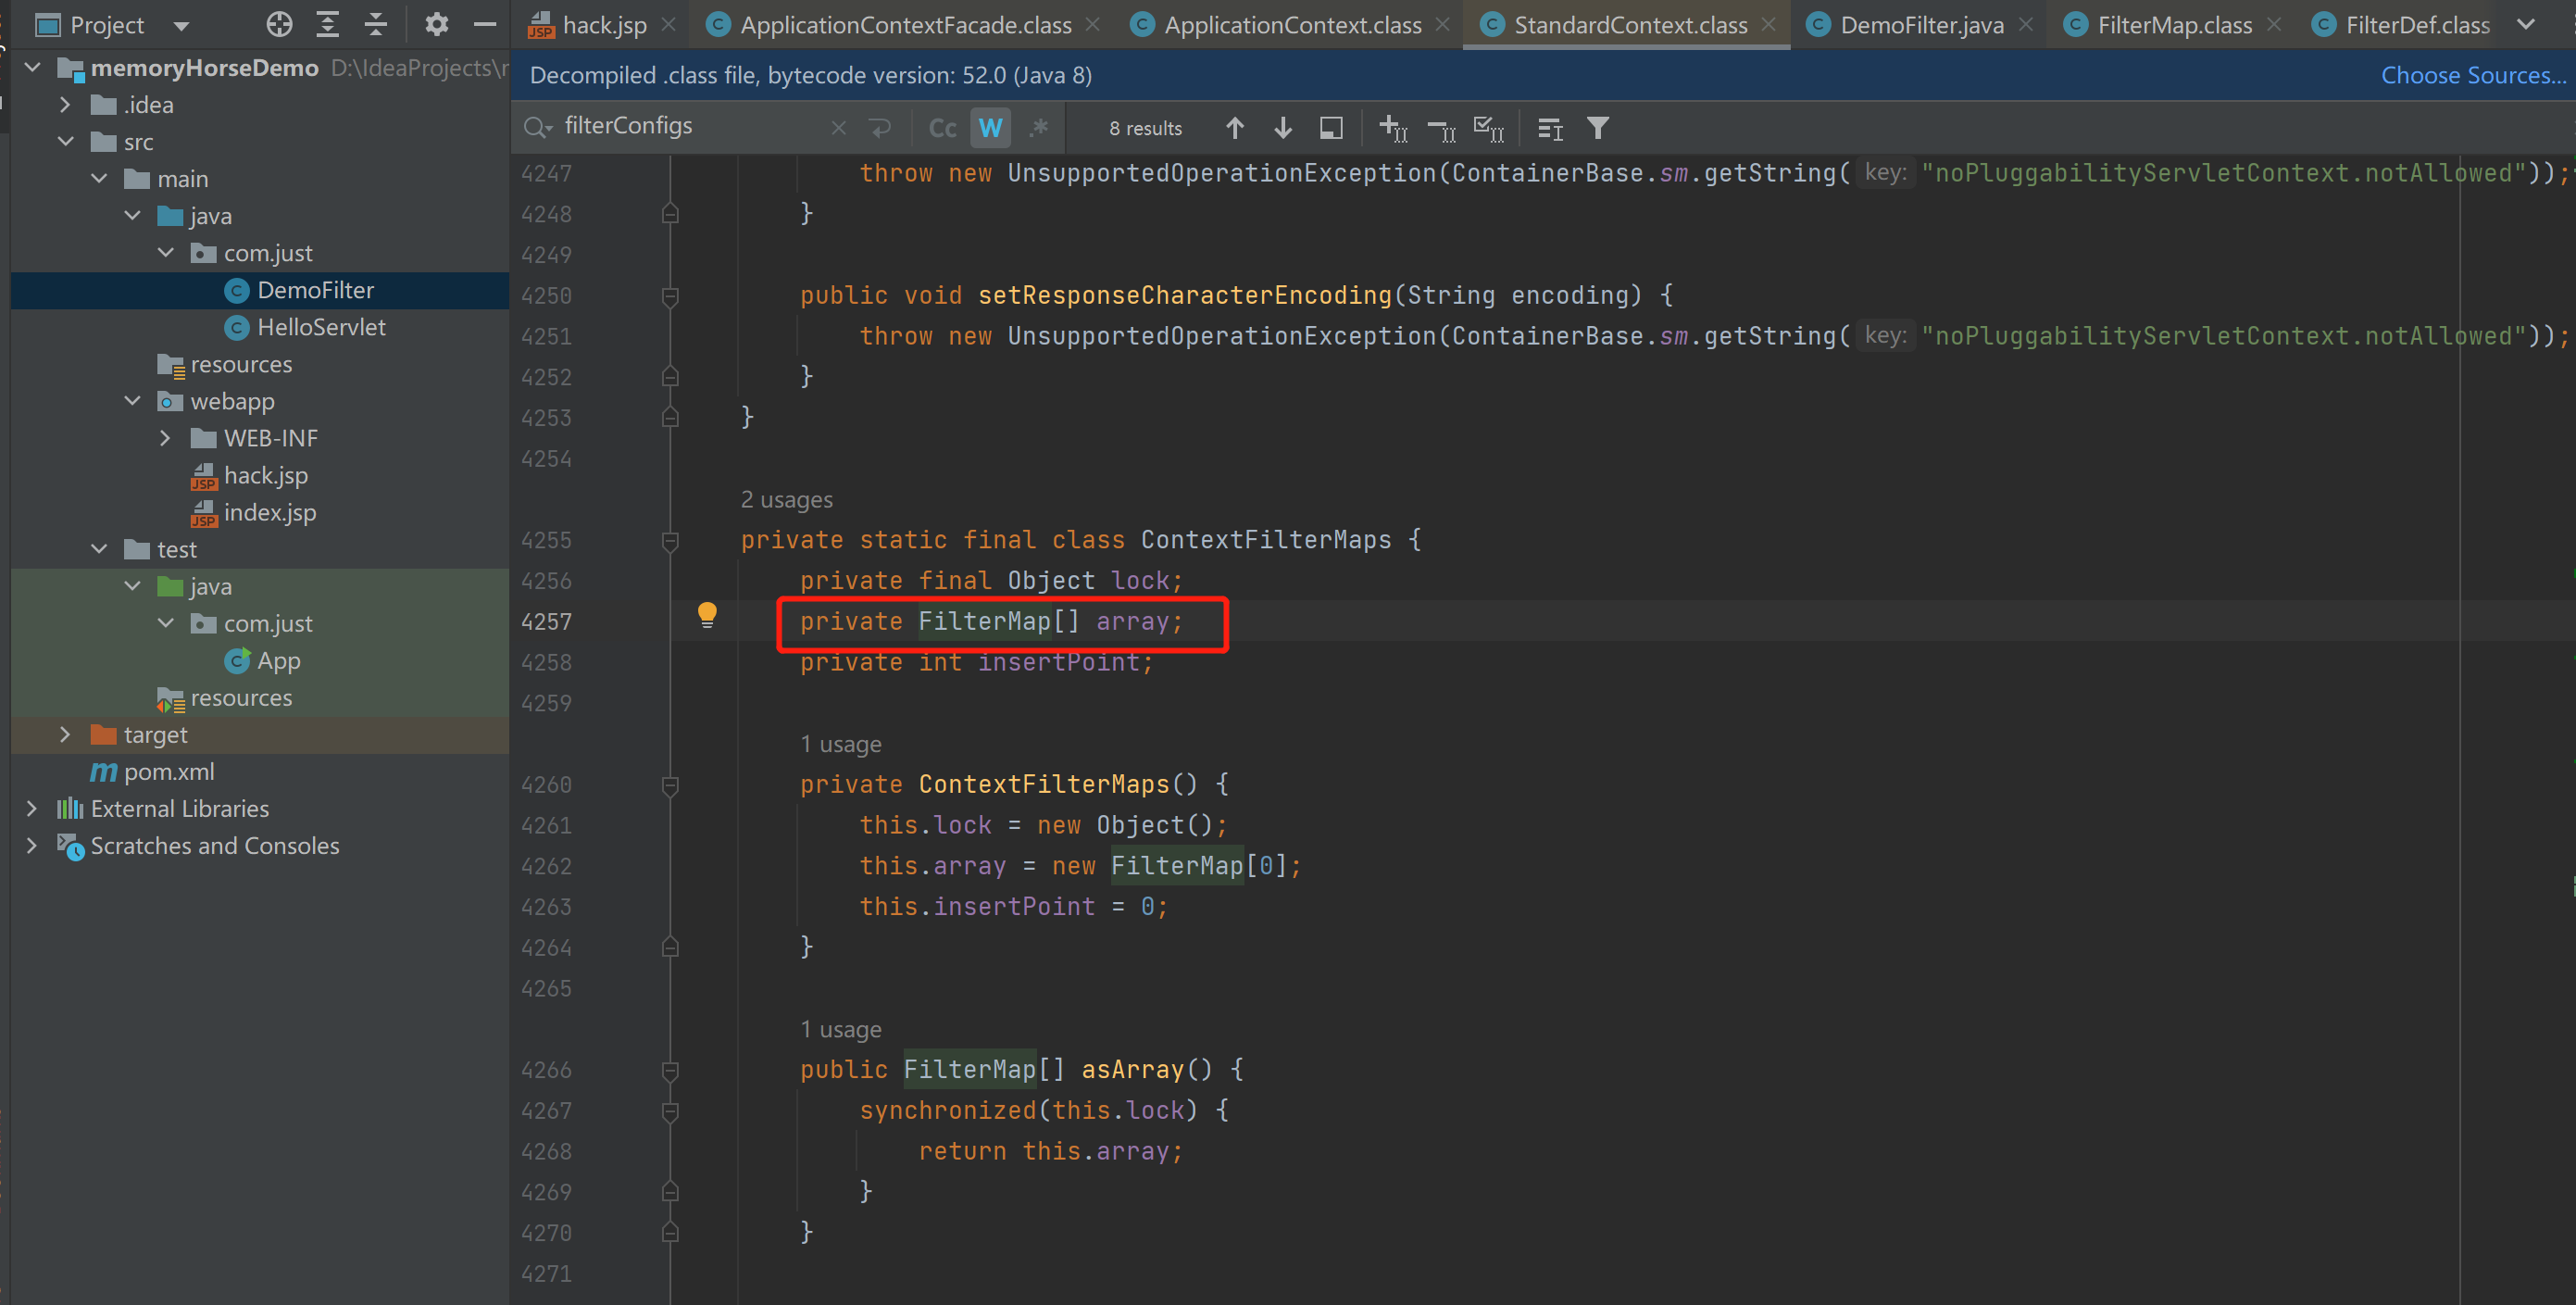 Project
hack.jsp
ApplicationContextFacade.class
ApplicationContext.class
StandardContext.class
DemoFilter.java
FilterMap.class
FilterDef.class
memoryHorseDemo D:\IdeaProjects\
.idea
src
main
java
com.just
DemoFilter
HelloServlet
resources
webapp
WEB-INF
hack.jsp
index.jsp
test
java
com.just
App
resources
target
pom.xml
External Libraries
Scratches and Consoles
Decompiled .class file, bytecode version: 52.0 (Java 8)
Choose Sources...
filterConfigs
Cc
W
.*
8 results
4247 throw new UnsupportedOperationException(ContainerBase.sm.getString( key: "noPluggabilityServletContext.notAllowed"));
4248 }
4249
4250 public void setResponseCharacterEncoding(String encoding) {
4251 throw new UnsupportedOperationException(ContainerBase.sm.getString( key: "noPluggabilityServletContext.notAllowed"));
4252 }
4253 }
4254
2 usages
4255 private static final class ContextFilterMaps {
4256 private final Object lock;
4257 private FilterMap[] array;
4258 private int insertPoint;
4259
1 usage
4260 private ContextFilterMaps() {
4261 this.lock = new Object();
4262 this.array = new FilterMap[0];
4263 this.insertPoint = 0;
4264 }
4265
1 usage
4266 public FilterMap[] asArray() {
4267 synchronized(this.lock) {
4268 return this.array;
4269 }
4270 }
4271